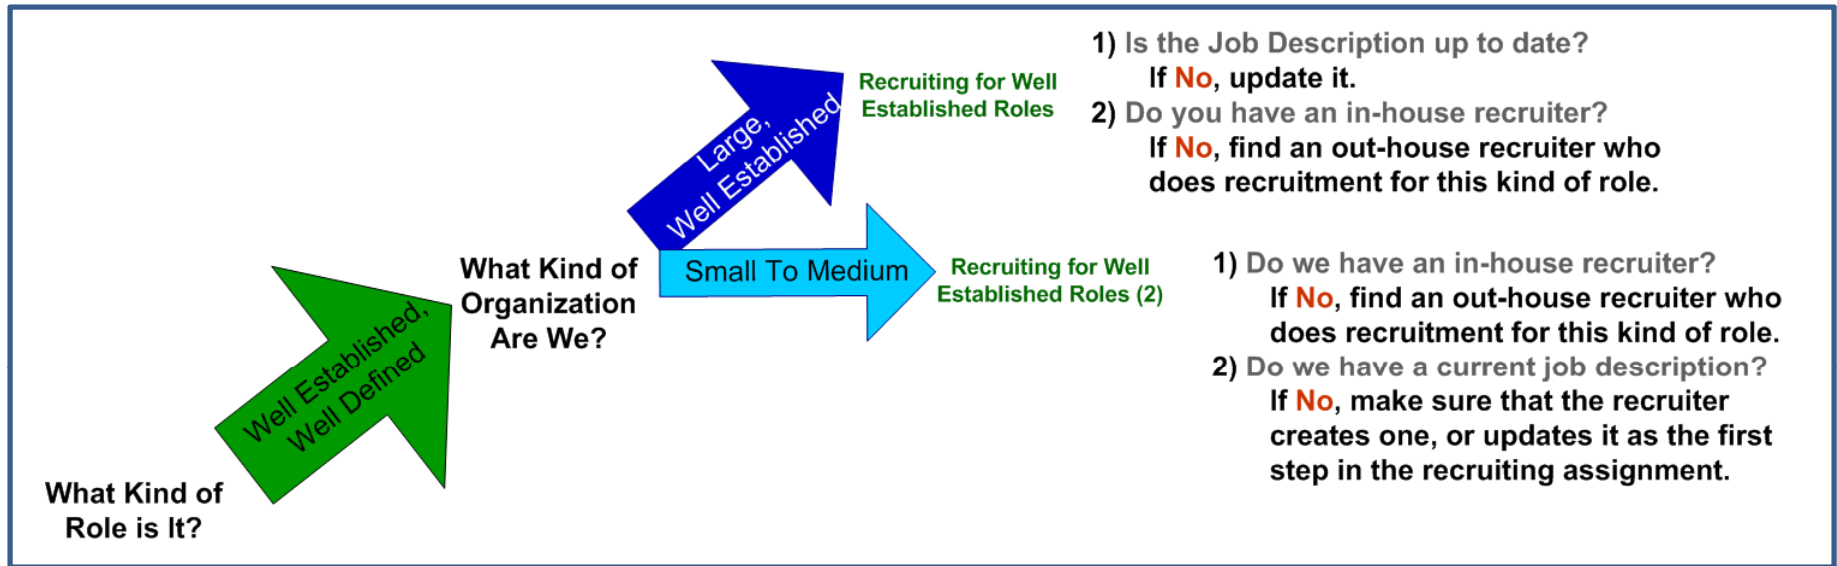 1) Is the Job Description up to date?
If No, update it.
2) Do you have an in-house recruiter?
If No, find an out-house recruiter who
does recruitment for this kind of role.
Recruiting for Well
Established Roles
Large,
Well Established
Small To Medium
Recruiting for Well
Established Roles (2)
1) Do we have an in-house recruiter?
If No, find an out-house recruiter who
does recruitment for this kind of role.
2) Do we have a current job description?
If No, make sure that the recruiter
creates one, or updates it as the first
step in the recruiting assignment.
What Kind of
Organization
Are We?
Well Established,
Well Defined
What Kind of
Role is It?